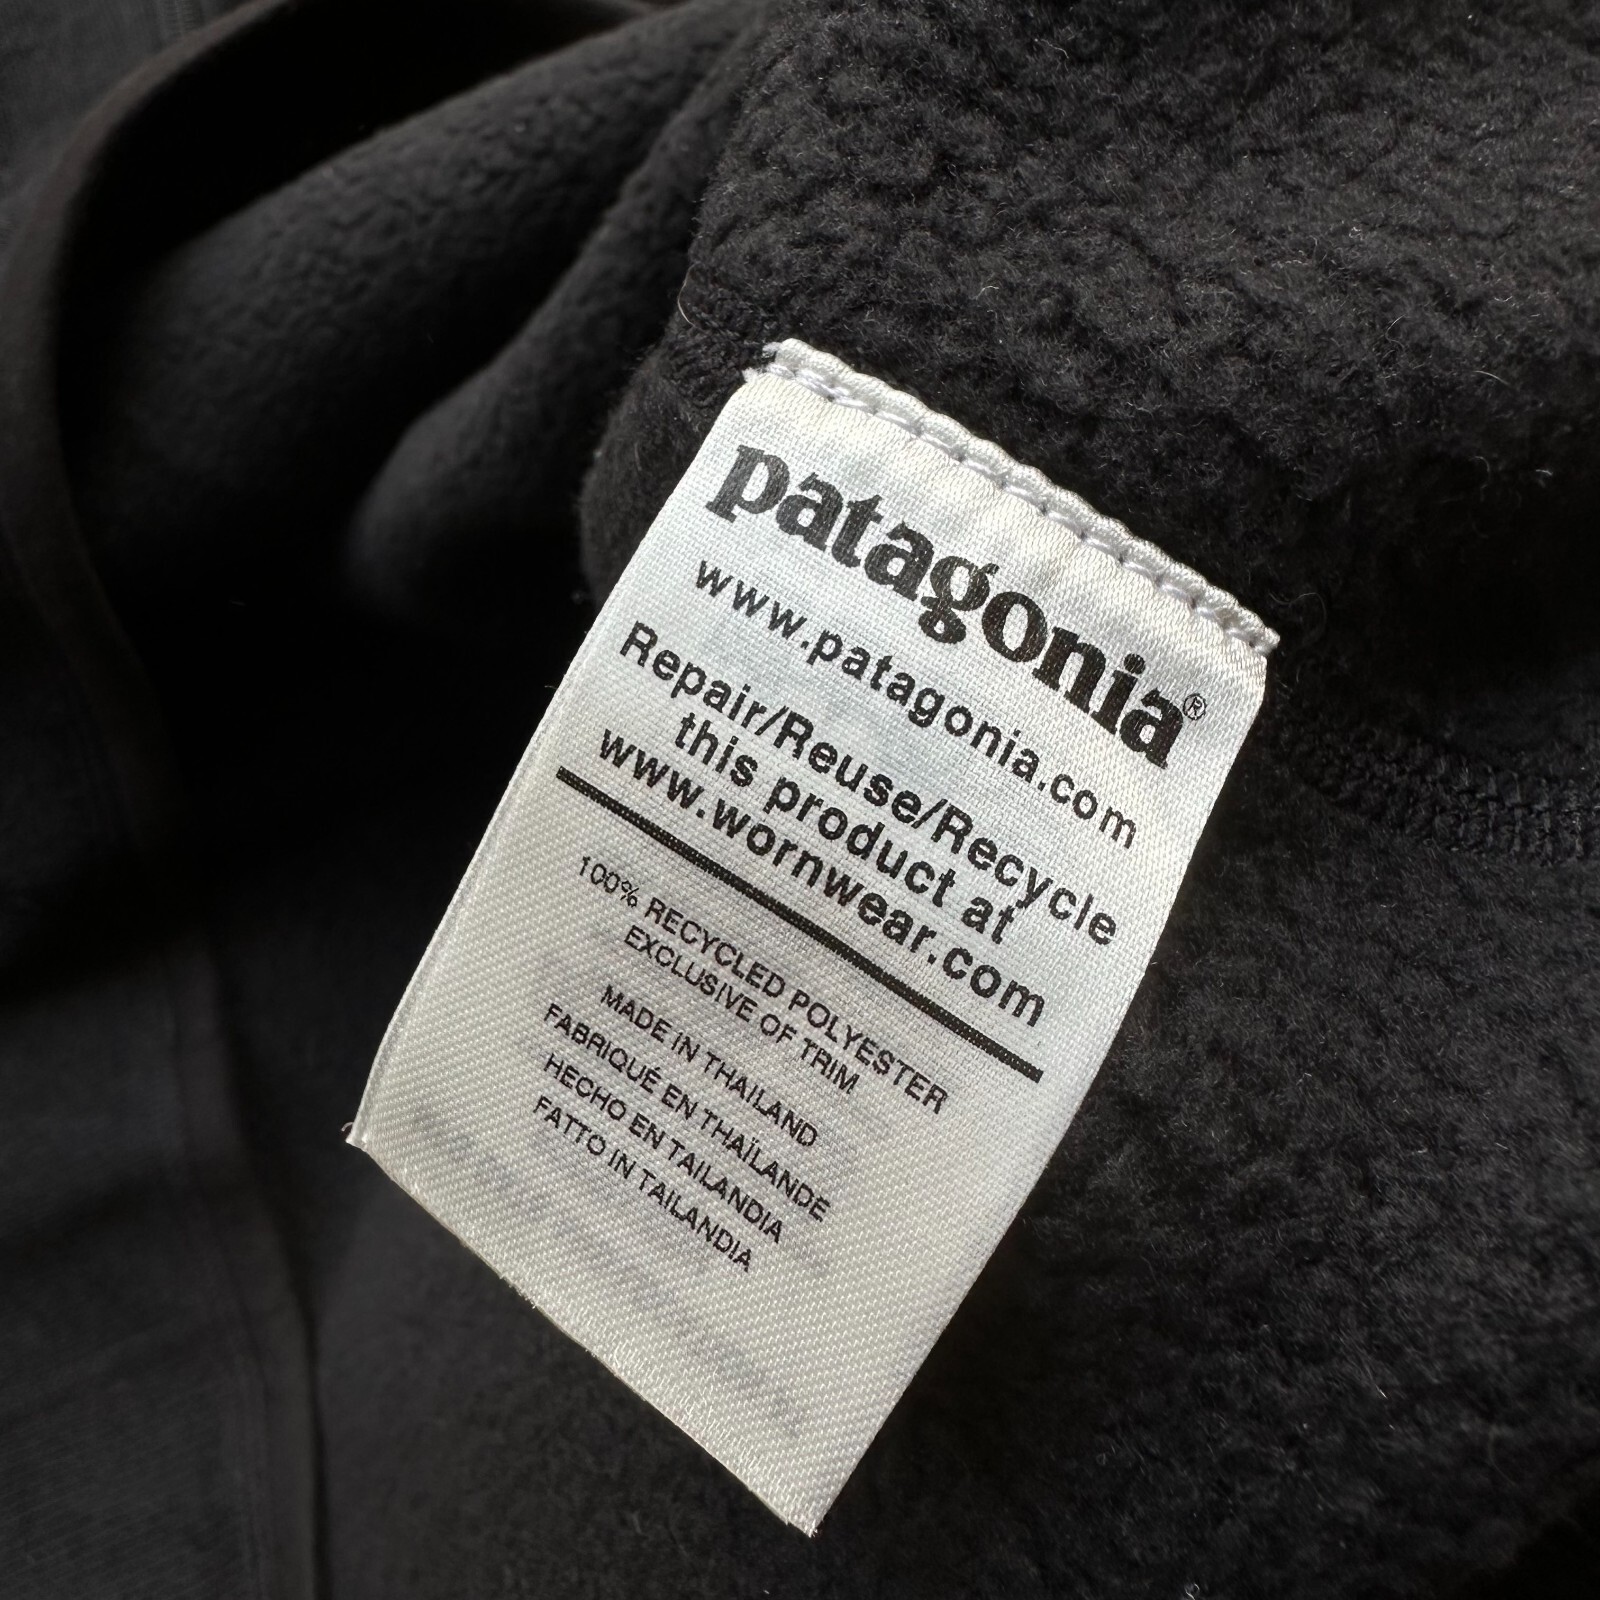 patagonia®
www.patagonia.com
Repair/Reuse/Recycle
this product at
www.wornwear.com
100% RECYCLED POLYESTER
EXCLUSIVE OF TRIM
MADE IN THAILAND
FABRIQUÉ EN THAÏLANDE
HECHO EN TAILANDIA
FATTO IN TAILANDIA